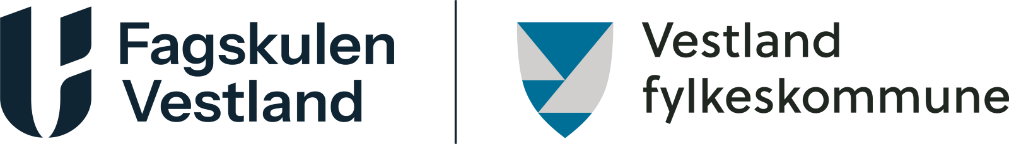 Fagskulen
Vestland
Vestland
fylkeskommune